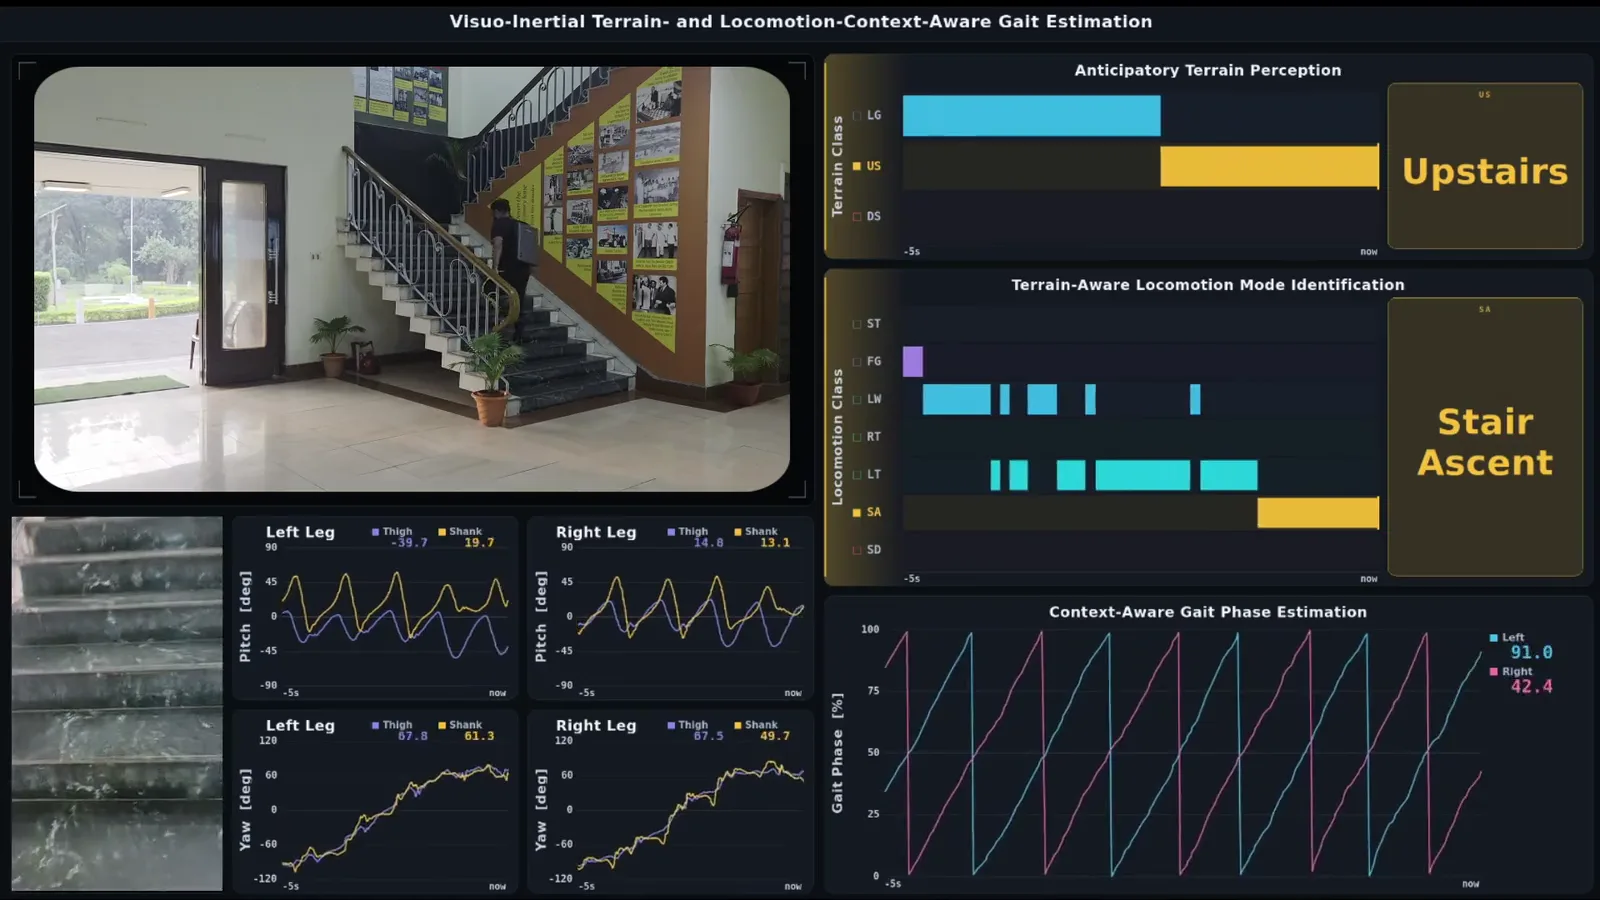 Visuo-Inertial Terrain- and Locomotion-Context-Aware Gait Estimation
Anticipatory Terrain Perception
Terrain Class
LG
US
DS
-5s
now
US
Upstairs
Terrain-Aware Locomotion Mode Identification
Locomotion Class
ST
FG
LW
RT
LT
SA
SD
-5s
now
SA
Stair
Ascent
Left Leg
Thigh
Shank
-39.7
19.7
Pitch [deg]
90
45
0
-45
-90
-5s
now
Right Leg
Thigh
Shank
14.8
13.1
Pitch [deg]
90
45
0
-45
-90
-5s
now
Left Leg
Thigh
Shank
67.8
61.3
Yaw [deg]
120
60
0
-60
-120
-5s
now
Right Leg
Thigh
Shank
67.5
49.7
Yaw [deg]
120
60
0
-60
-120
-5s
now
Context-Aware Gait Phase Estimation
Gait Phase [%]
100
75
50
25
0
-5s
now
Left
91.0
Right
42.4